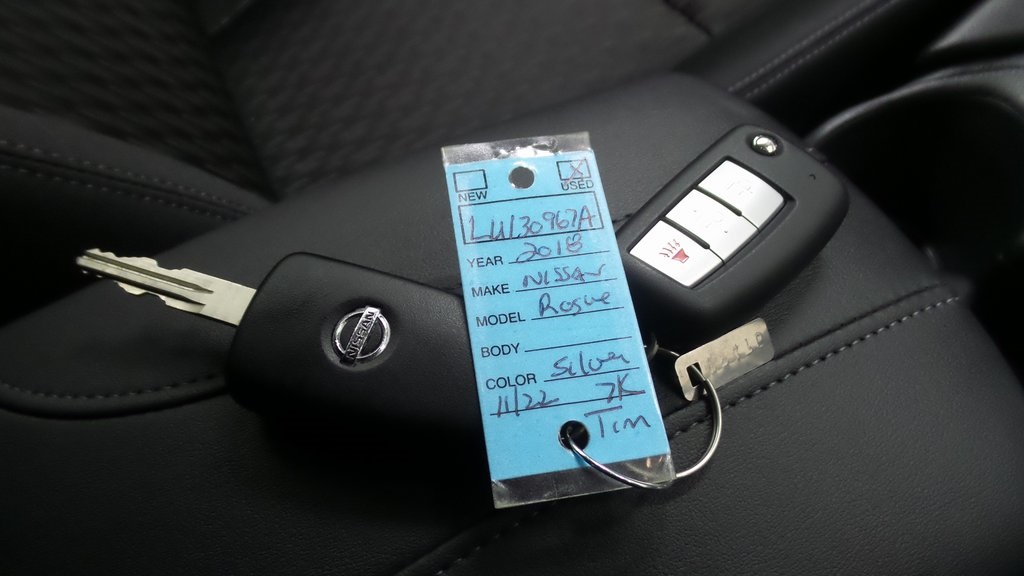 NEW USED
LU130967A
YEAR 2018
MAKE NISSAN
MODEL Rogue
BODY
COLOR Silver
11/22 7K
Tim
NISSAN